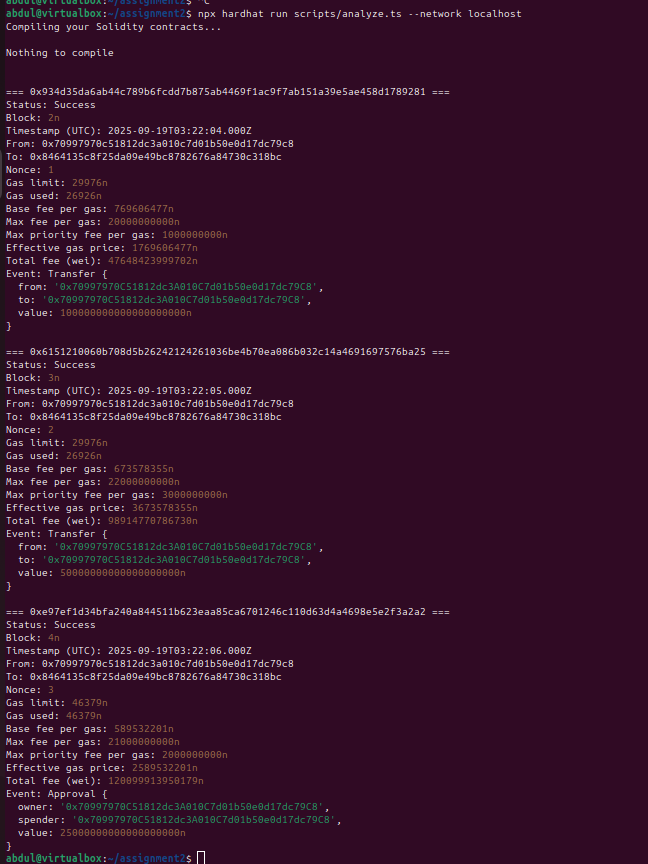 abdul@virtualbox:~/assignment2$ ^C
abdul@virtualbox:~/assignment2$ npx hardhat run scripts/analyze.ts --network localhost
Compiling your Solidity contracts...
Nothing to compile
=== 0x934d35da6ab44c789b6fcdd7b875ab4469f1ac9f7ab151a39e5ae458d1789281 ===
Status: Success
Block: 2n
Timestamp (UTC): 2025-09-19T03:22:04.000Z
From: 0x70997970c51812dc3a010c7d01b50e0d17dc79c8
To: 0x8464135c8f25da09e49bc8782676a84730c318bc
Nonce: 1
Gas limit: 29976n
Gas used: 26926n
Base fee per gas: 769606477n
Max fee per gas: 20000000000n
Max priority fee per gas: 1000000000n
Effective gas price: 1769606477n
Total fee (wei): 47648423999702n
Event: Transfer {
  from: '0x70997970C51812dc3A010C7d01b50e0d17dc79C8',
  to: '0x70997970C51812dc3A010C7d01b50e0d17dc79C8',
  value: 100000000000000000000n
}
=== 0x6151210060b708d5b26242124261036be4b70ea086b032c14a4691697576ba25 ===
Status: Success
Block: 3n
Timestamp (UTC): 2025-09-19T03:22:05.000Z
From: 0x70997970c51812dc3a010c7d01b50e0d17dc79c8
To: 0x8464135c8f25da09e49bc8782676a84730c318bc
Nonce: 2
Gas limit: 29976n
Gas used: 26926n
Base fee per gas: 673578355n
Max fee per gas: 22000000000n
Max priority fee per gas: 3000000000n
Effective gas price: 3673578355n
Total fee (wei): 98914770786730n
Event: Transfer {
  from: '0x70997970C51812dc3A010C7d01b50e0d17dc79C8',
  to: '0x70997970C51812dc3A010C7d01b50e0d17dc79C8',
  value: 50000000000000000000n
}
=== 0xe97ef1d34bfa240a844511b623eaa85ca6701246c110d63d4a4698e5e2f3a2a2 ===
Status: Success
Block: 4n
Timestamp (UTC): 2025-09-19T03:22:06.000Z
From: 0x70997970c51812dc3a010c7d01b50e0d17dc79c8
To: 0x8464135c8f25da09e49bc8782676a84730c318bc
Nonce: 3
Gas limit: 46379n
Gas used: 46379n
Base fee per gas: 589532201n
Max fee per gas: 21000000000n
Max priority fee per gas: 2000000000n
Effective gas price: 2589532201n
Total fee (wei): 120099913950179n
Event: Approval {
  owner: '0x70997970C51812dc3A010C7d01b50e0d17dc79C8',
  spender: '0x70997970C51812dc3A010C7d01b50e0d17dc79C8',
  value: 25000000000000000000n
}
abdul@virtualbox:~/assignment2$